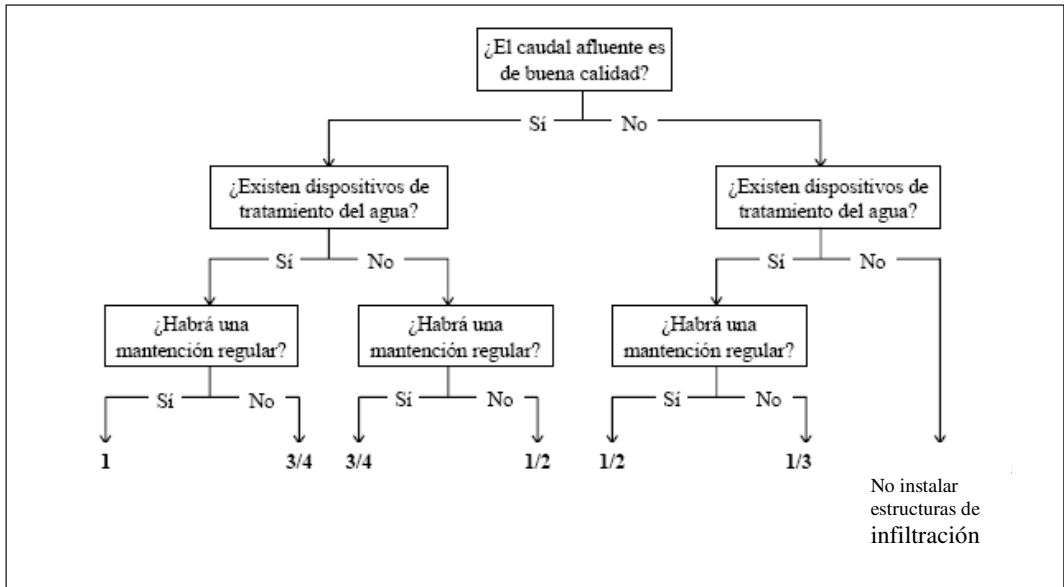 ¿El caudal afluente es
de buena calidad?
Sí No
¿Existen dispositivos de
tratamiento del agua?
¿Existen dispositivos de
tratamiento del agua?
Sí No
Sí No
¿Habrá una
mantención regular?
¿Habrá una
mantención regular?
¿Habrá una
mantención regular?
Sí No
Sí No
Sí No
1 3/4 3/4 1/2 1/2 1/3
No instalar
estructuras de
infiltración